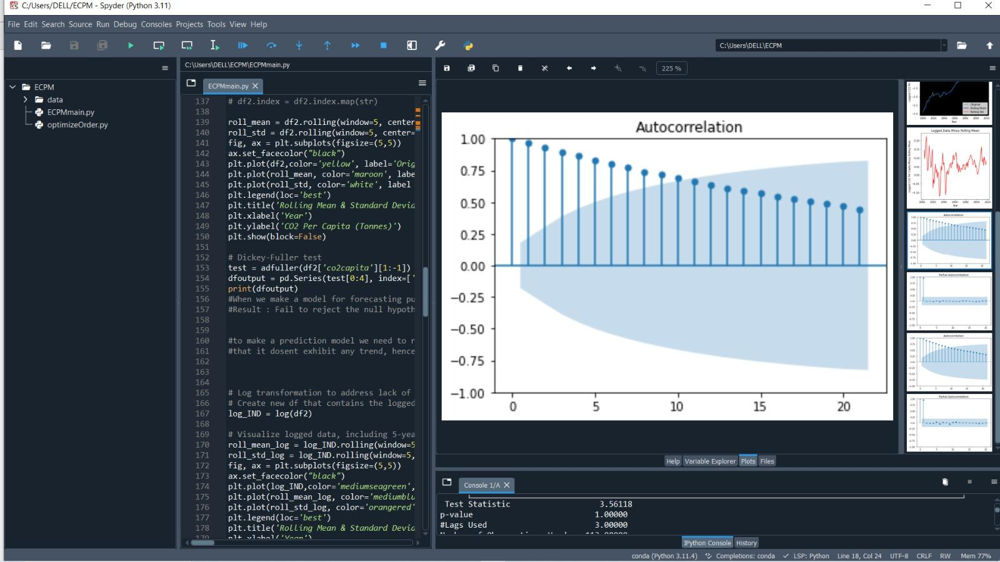 C:/Users/DELL/ECPM - Spyder (Python 3.11)
File Edit Search Source Run Debug Consoles Projects Tools View Help
C:\Users\DELL\ECPM
ECPM
data
ECPMmain.py
optimizeOrder.py
C:\Users\DELL\ECPM\ECPMmain.py
ECPMmain.py
137 # df2.index = df2.index.map(str)
138
139 roll_mean = df2.rolling(window=5, center
140 roll_std = df2.rolling(window=5, center=
141 fig, ax = plt.subplots(figsize=(5,5))
142 ax.set_facecolor("black")
143 plt.plot(df2,color='yellow', label='Orig
144 plt.plot(roll_mean, color='maroon', labe
145 plt.plot(roll_std, color='white', label
146 plt.legend(loc='best')
147 plt.title('Rolling Mean & Standard Devia
148 plt.xlabel('Year')
149 plt.ylabel('CO2 Per Capita (Tonnes)')
150 plt.show(block=False)
151
152 # Dickey-Fuller test
153 test = adfuller(df2['co2capita'][1:-1])
154 dfoutput = pd.Series(test[0:4], index=['
155 print(dfoutput)
156 #When we make a model for forecasting pu
157 #Result : Fail to reject the null hypoth
158
159
160 #to make a prediction model we need to r
161 #that it dosent exhibit any trend, hence
162
163
164
165 # Log transformation to address lack of
166 # Create new df that contains the logged
167 log_IND = log(df2)
168
169 # Visualize logged data, including 5-yea
170 roll_mean_log = log_IND.rolling(window=5
171 roll_std_log = log_IND.rolling(window=5,
172 fig, ax = plt.subplots(figsize=(5,5))
173 ax.set_facecolor("black")
174 plt.plot(log_IND,color='mediumseagreen',
175 plt.plot(roll_mean_log, color='mediumblu
176 plt.plot(roll_std_log, color='orangered'
177 plt.legend(loc='best')
178 plt.title('Rolling Mean & Standard Devia
179 plt.xlabel('Year')
225 %
Autocorrelation
1.00
0.75
0.50
0.25
0.00
−0.25
−0.50
−0.75
−1.00
0 5 10 15 20
Logged Data Minus Rolling Mean
Autocorrelation
Partial Autocorrelation
Autocorrelation
Partial Autocorrelation
Help Variable Explorer Plots Files
Console 1/A
Test Statistic 3.56118
p-value 1.00000
#Lags Used 3.00000
IPython Console History
conda (Python 3.11.4) Completions: conda LSP: Python Line 18, Col 24 UTF-8 CRLF RW Mem 77%